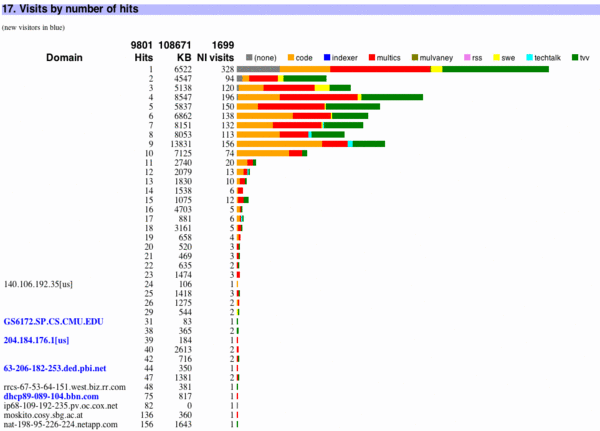 17. Visits by number of hits
(new visitors in blue)
9801 108671 1699
Domain Hits KB NI visits (none) code indexer multics mulvaney rss swe techtalk tvv
1 6522 328
2 4547 94
3 5138 120
4 8547 196
5 5837 150
6 6862 138
7 8151 132
8 8053 113
9 13831 156
10 7125 74
11 2740 20
12 2079 13
13 1830 10
14 1538 6
15 1075 12
16 4703 5
17 881 6
18 3161 5
19 658 4
20 520 3
21 469 3
22 635 2
23 1474 3
140.106.192.35[us] 24 106 1
25 1418 3
26 1275 2
29 544 2
GS6172.SP.CS.CMU.EDU 31 83 1
38 365 2
204.184.176.1[us] 39 184 1
40 2613 2
42 716 2
63-206-182-253.ded.pbi.net 44 350 1
47 1381 2
rrcs-67-53-64-151.west.biz.rr.com 48 381 1
dhcp89-089-104.bbn.com 75 817 1
ip68-109-192-235.pv.oc.cox.net 82 0 1
moskito.cosy.sbg.ac.at 136 360 1
nat-198-95-226-224.netapp.com 156 1643 1